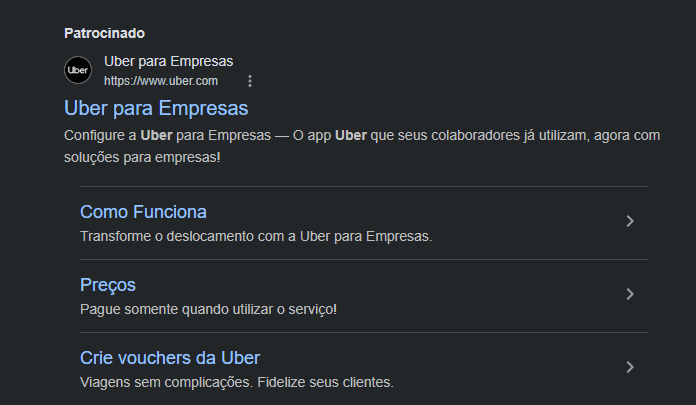 Patrocinado
Uber
Uber para Empresas
https://www.uber.com
Uber para Empresas
Configure a Uber para Empresas — O app Uber que seus colaboradores já utilizam, agora com
soluções para empresas!
Como Funciona
Transforme o deslocamento com a Uber para Empresas.
Preços
Pague somente quando utilizar o serviço!
Crie vouchers da Uber
Viagens sem complicações. Fidelize seus clientes.